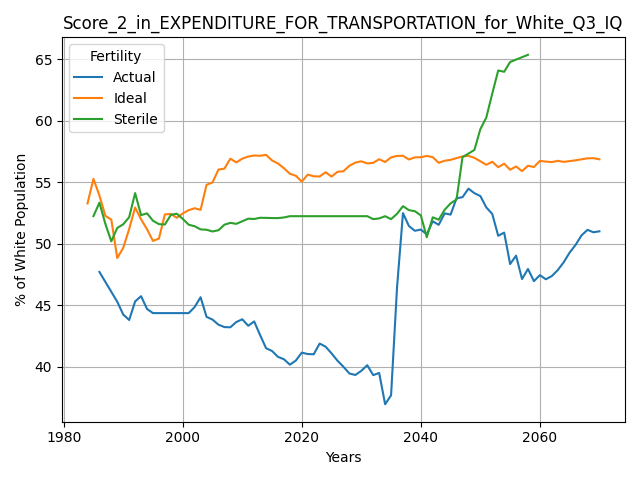 Score_2_in_EXPENDITURE_FOR_TRANSPORTATION_for_White_Q3_IQ
Fertility
Actual
Ideal
Sterile
65
60
55
50
45
40
% of White Population
1980
2000
2020
2040
2060
Years